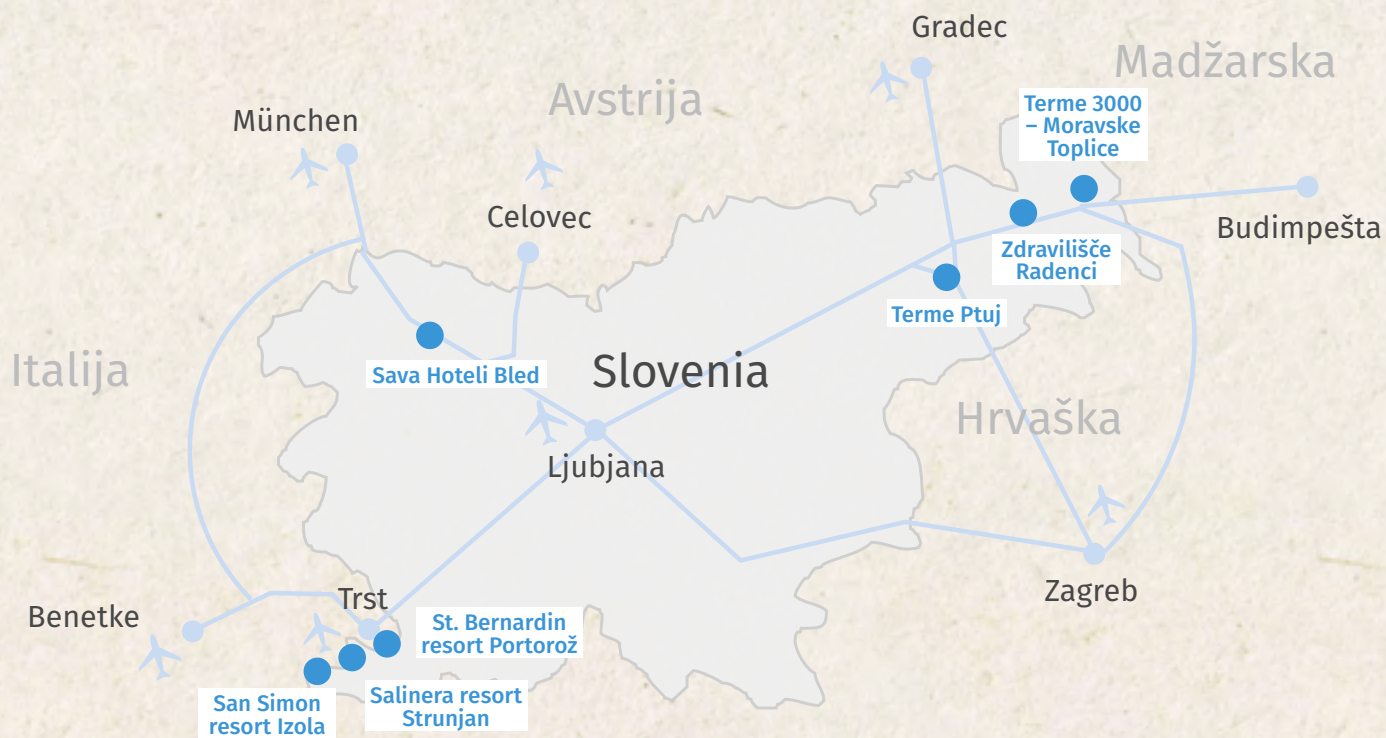 Gradec
Madžarska
Avstrija
Terme 3000
– Moravske
Toplice
München
Celovec
Budimpešta
Zdravilišče
Radenci
Terme Ptuj
Italija
Sava Hoteli Bled
Slovenia
Hrvaška
Ljubjana
Zagreb
Trst
Benetke
St. Bernardin
resort Portorož
San Simon
resort Izola
Salinera resort
Strunjan